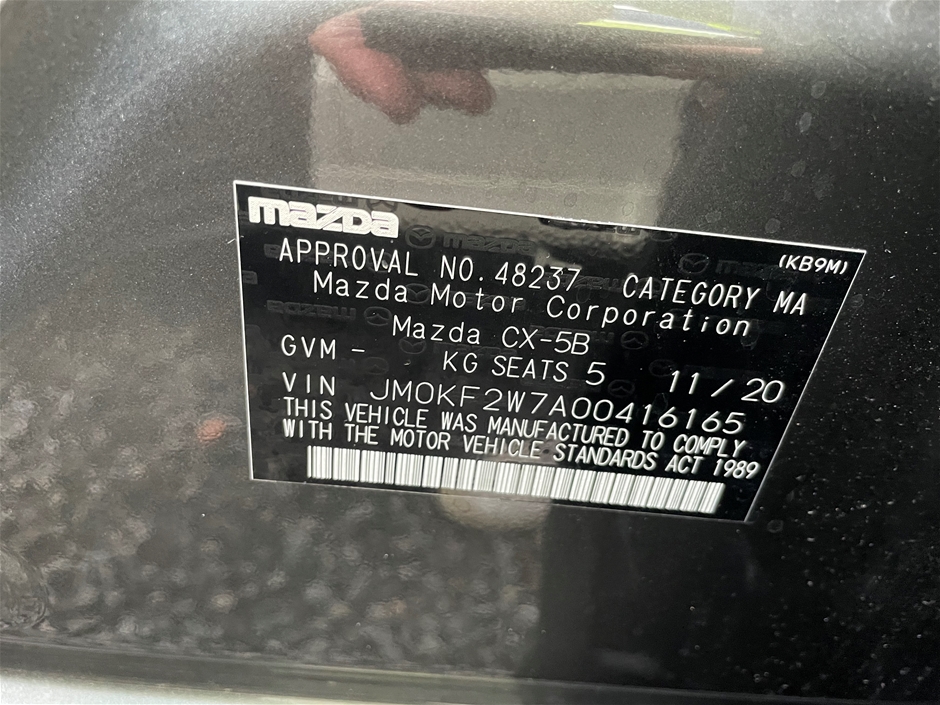 mazda
(KB9M)
APPROVAL NO.48237 CATEGORY MA
Mazda Motor Corporation
Mazda CX-5B
GVM - KG SEATS 5 11/20
VIN JM0KF2W7A00416165
THIS VEHICLE WAS MANUFACTURED TO COMPLY
WITH THE MOTOR VEHICLE STANDARDS ACT 1989